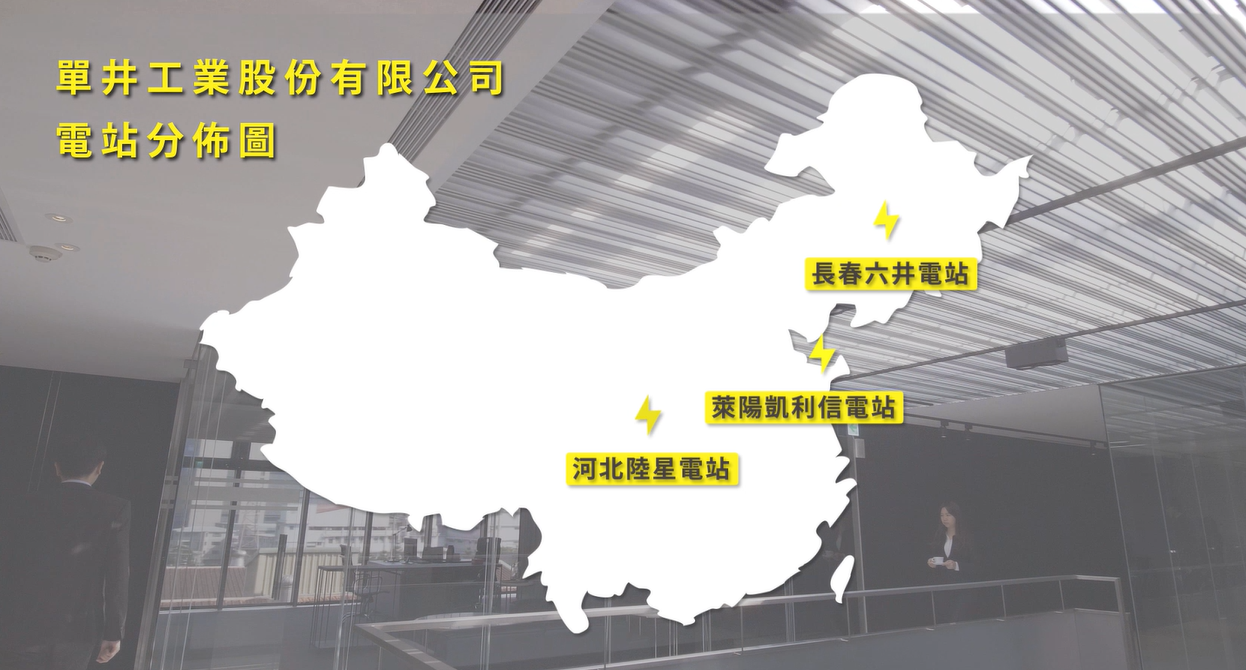 單井工業股份有限公司
電站分佈圖
長春六井電站
萊陽凱利信電站
河北陸星電站